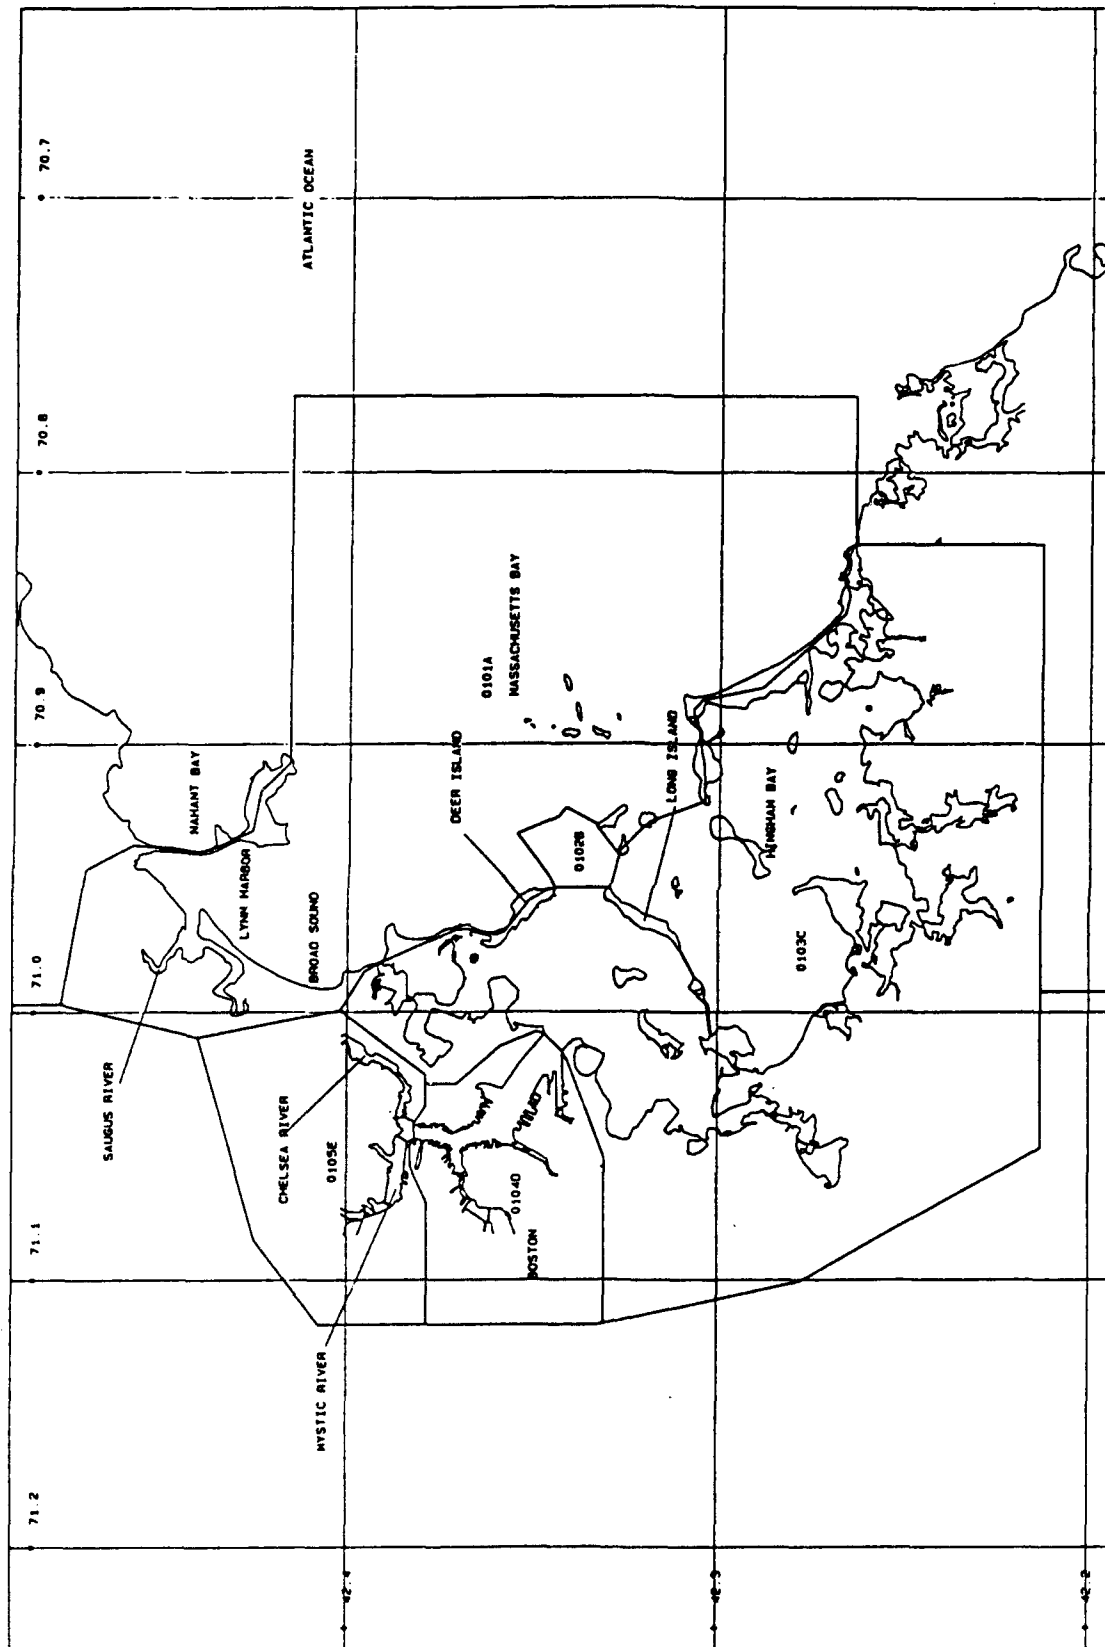 70.7
ATLANTIC OCEAN
70.8
0101A
MASSACHUSETTS BAY
70.9
NAHANT BAY
DEER ISLAND
LONG ISLAND
LYNN HARBOR
0102B
HINGHAM BAY
BROAD SOUND
0103C
71.0
SAUGUS RIVER
CHELSEA RIVER
0105E
0104D
BOSTON
71.1
MYSTIC RIVER
71.2
42.4
42.3
42.2